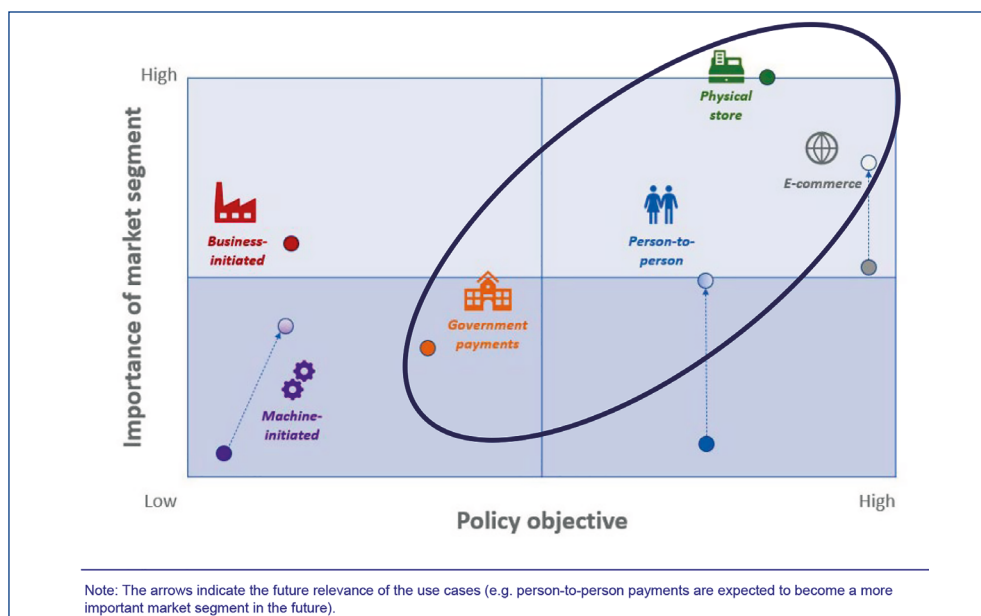 High
Importance of market segment
Physical
store
E-commerce
Business-
initiated
Person-to-
person
Government
payments
Machine-
initiated
Low
High
Policy objective
Note: The arrows indicate the future relevance of the use cases (e.g. person-to-person payments are expected to become a more
important market segment in the future).